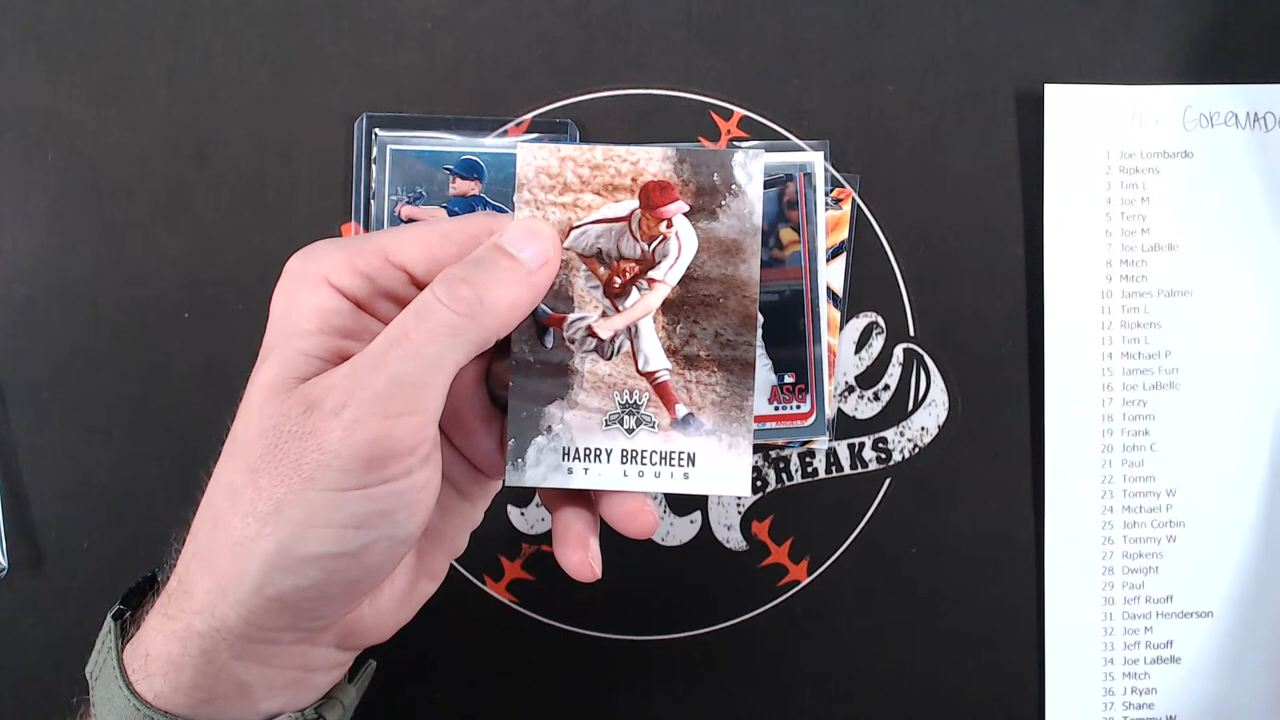 GOREMADA
1 Joe Lombardo
2 Ripkens
3 Tim L
4 Joe M
5 Terry
6 Joe M
7 Joe LaBelle
8 Mitch
9 Mitch
10 James Palmer
11 Tim L
12. Ripkens
13. Tim L
14 Michael P
15. James Furr
16. Joe LaBelle
17. Jerzy
18 Tomm
19. Frank
20. John C.
21. Paul
22. Tomm
23. Tommy W
24. Michael P
25. John Corbin
26. Tommy W
27. Ripkens
28. Dwight
29. Paul
30. Jeff Ruoff
31. David Henderson
32. Joe M
33. Jeff Ruoff
34. Joe LaBelle
35. Mitch
36. J Ryan
37. Shane
38. Tommy W
DK
HARRY BRECHEEN
ST. LOUIS
ASG
2019
BREAKS